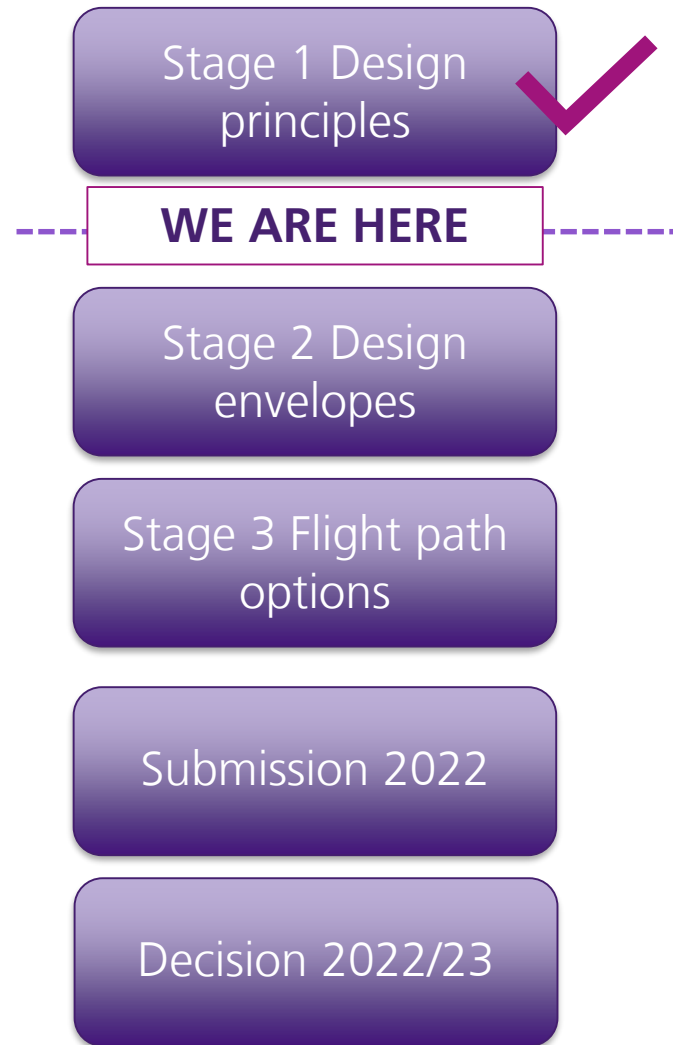 Stage 1 Design
principles
WE ARE HERE
Stage 2 Design
envelopes
Stage 3 Flight path
options
Submission 2022
Decision 2022/23